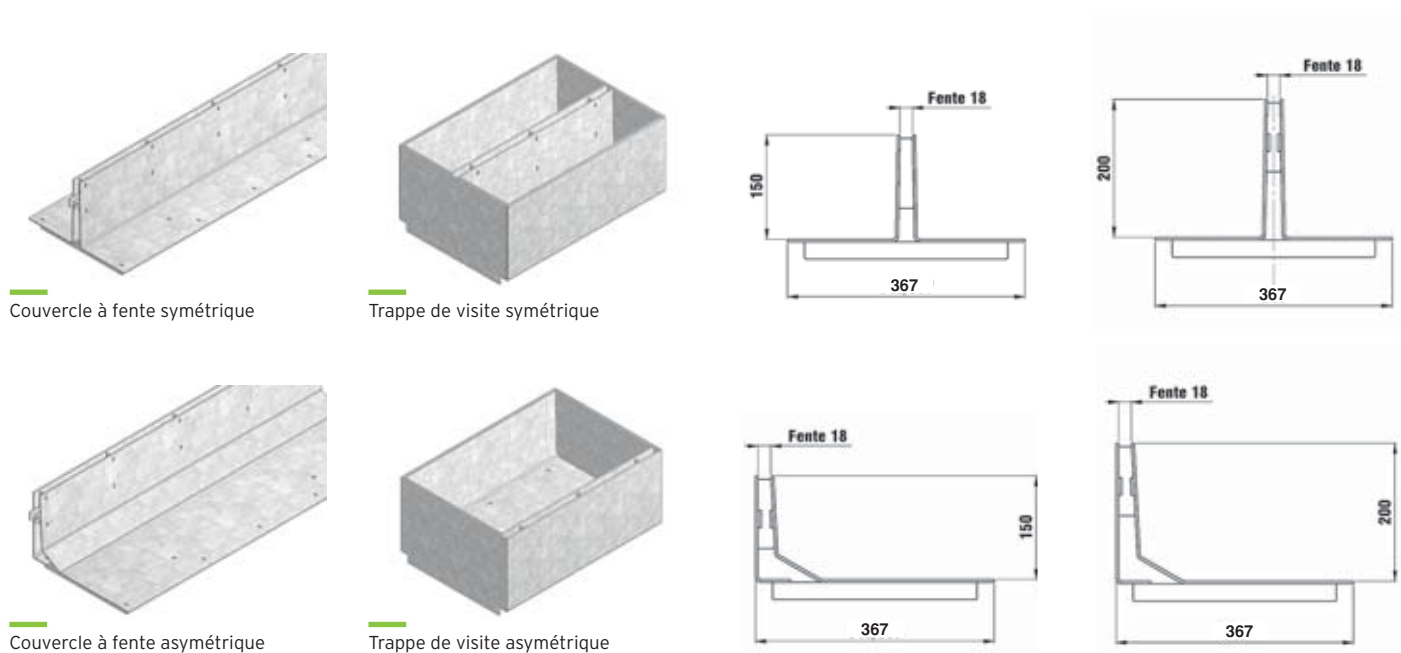 Fente 18
150
367
Fente 18
200
367
Couvercle à fente symétrique
Trappe de visite symétrique
Fente 18
150
367
Fente 18
200
367
Couvercle à fente asymétrique
Trappe de visite asymétrique